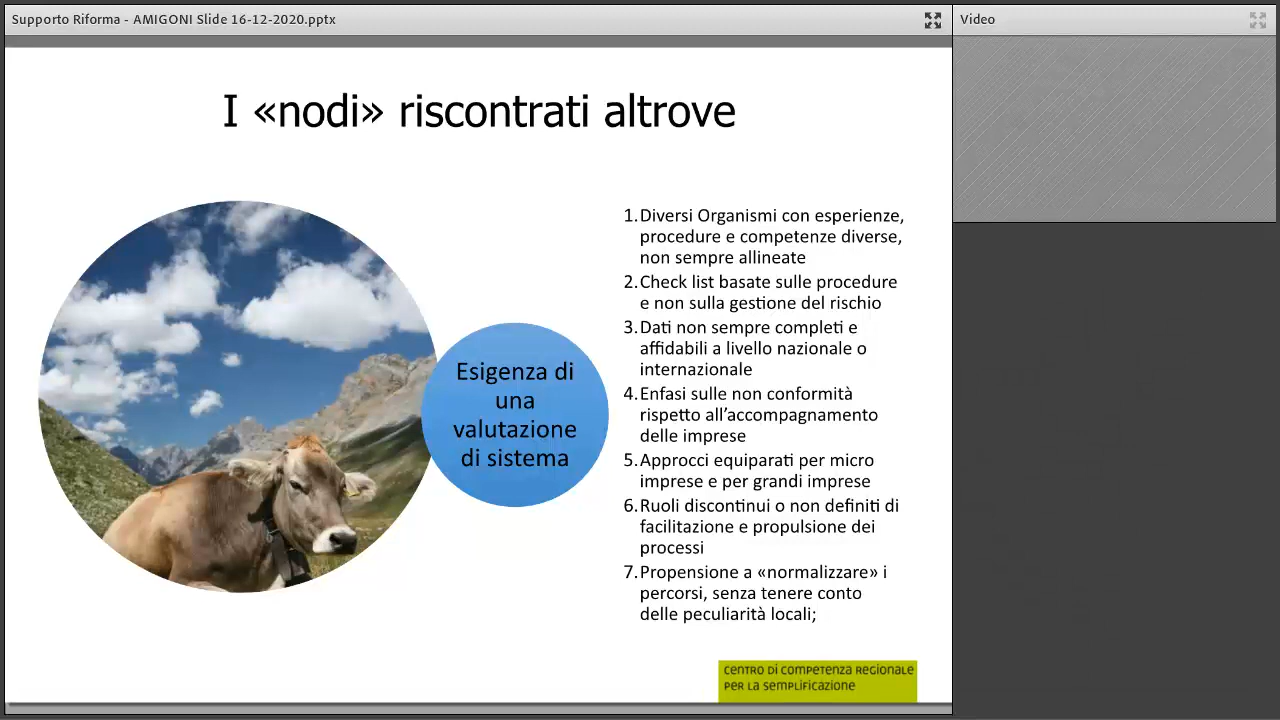 Supporto Riforma - AMIGONI Slide 16-12-2020.pptx
Video
I «nodi» riscontrati altrove
Esigenza di
una
valutazione
di sistema
1.Diversi Organismi con esperienze,
procedure e competenze diverse,
non sempre allineate
2.Check list basate sulle procedure
e non sulla gestione del rischio
3.Dati non sempre completi e
affidabili a livello nazionale o
internazionale
4.Enfasi sulle non conformità
rispetto all’accompagnamento
delle imprese
5.Approcci equiparati per micro
imprese e per grandi imprese
6.Ruoli discontinui o non definiti di
facilitazione e propulsione dei
processi
7.Propensione a «normalizzare» i
percorsi, senza tenere conto
delle peculiarità locali;
CENTRO DI COMPETENZA REGIONALE
PER LA SEMPLIFICAZIONE